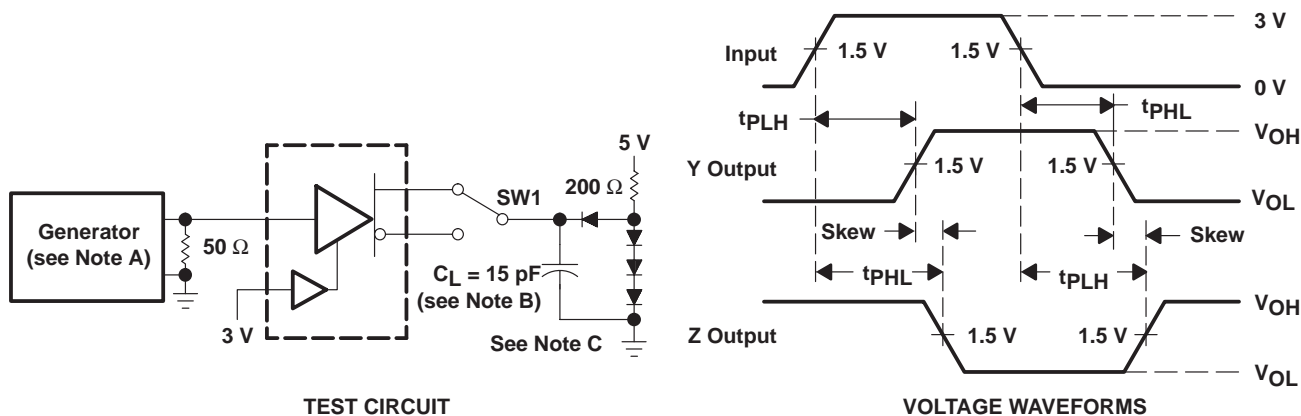 Generator
(see Note A)
50 Ω
3 V
SW1
5 V
200 Ω
CL = 15 pF
(see Note B)
See Note C
TEST CIRCUIT
Input
1.5 V
1.5 V
3 V
0 V
tPLH
tPHL
Y Output
1.5 V
1.5 V
VOH
VOL
Skew
Skew
tPHL
tPLH
Z Output
1.5 V
1.5 V
VOH
VOL
VOLTAGE WAVEFORMS